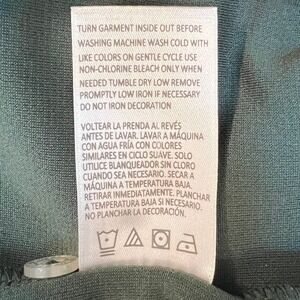 TURN GARMENT INSIDE OUT BEFORE
WASHING MACHINE WASH COLD WITH
LIKE COLORS ON GENTLE CYCLE USE
NON-CHLORINE BLEACH ONLY WHEN
NEEDED TUMBLE DRY LOW REMOVE
PROMPTLY LOW IRON IF NECESSARY
DO NOT IRON DECORATION
VOLTEAR LA PRENDA AL REVÉS
ANTES DE LAVAR. LAVAR A MÁQUINA
CON AGUA FRÍA CON COLORES
SIMILARES EN CICLO SUAVE. SOLO
UTILICE BLANQUEADOR SIN CLORO
CUANDO SEA NECESARIO. SECAR A
MÁQUINA A TEMPERATURA BAJA.
RETIRAR INMEDIATAMENTE. PLANCHAR
A TEMPERATURA BAJA SI NECESARIO.
NO PLANCHAR LA DECORACIÓN.